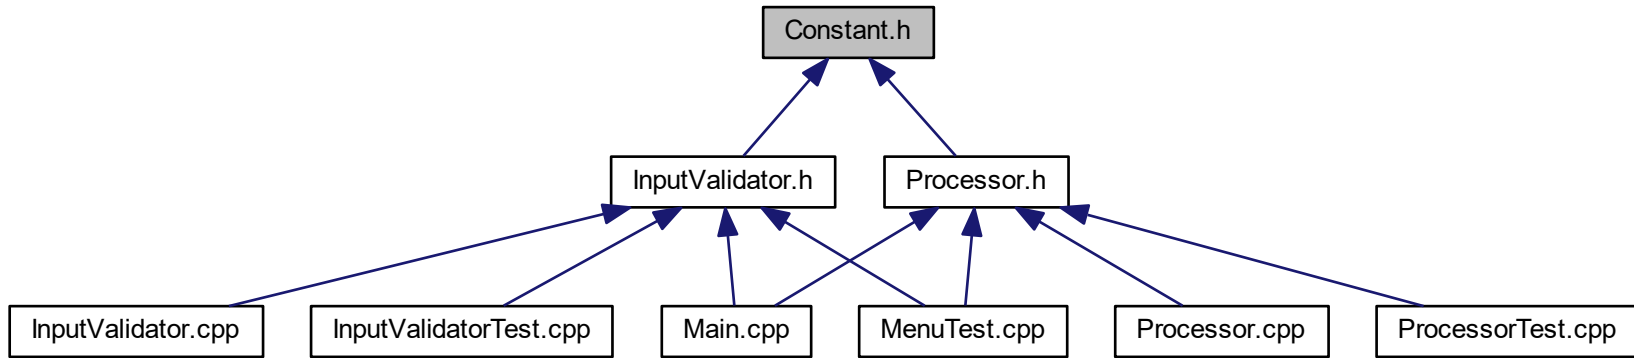 Constant.h
InputValidator.h
Processor.h
InputValidator.cpp
InputValidatorTest.cpp
Main.cpp
MenuTest.cpp
Processor.cpp
ProcessorTest.cpp